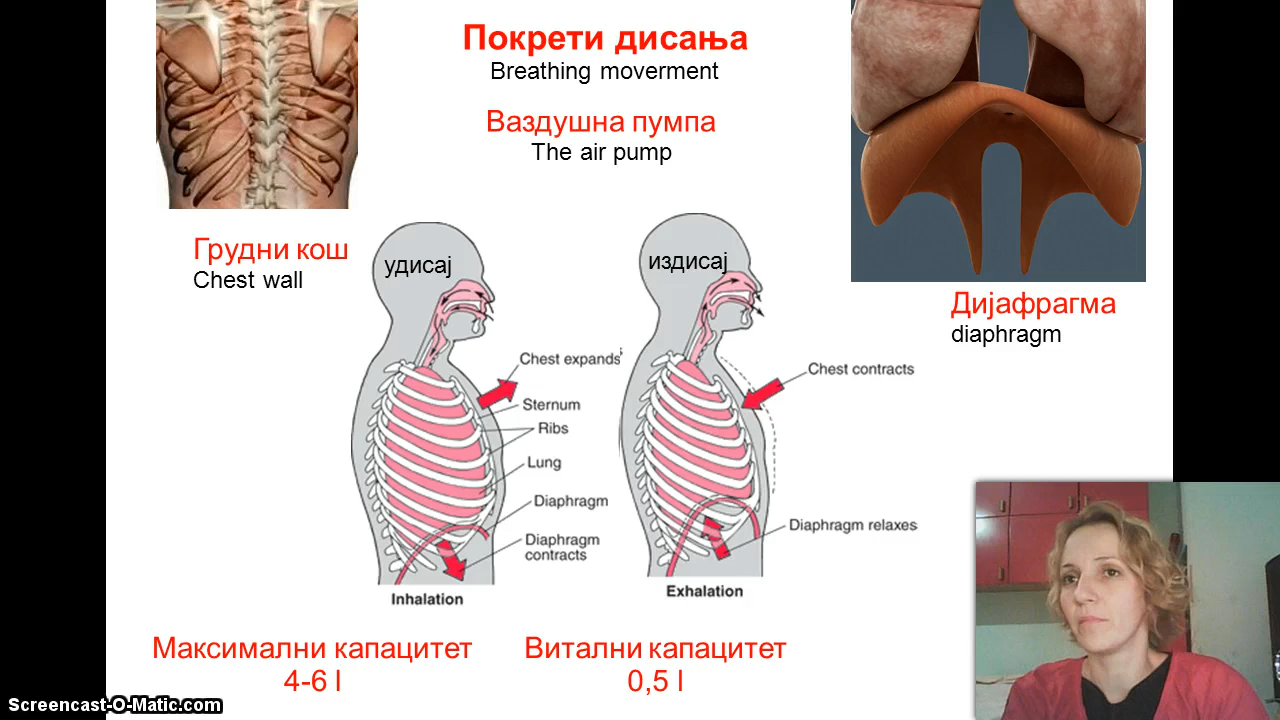 Покрети дисања
Breathing moverment
Ваздушна пумпа
The air pump
Грудни кош
Chest wall
Дијафрагма
diaphragm
удисај
Chest expands
Sternum
Ribs
Lung
Diaphragm
Diaphragm
contracts
Inhalation
издисај
Chest contracts
Diaphragm relaxes
Exhalation
Максимални капацитет
4-6 l
Витални капацитет
0,5 l
Screencast-O-Matic.com